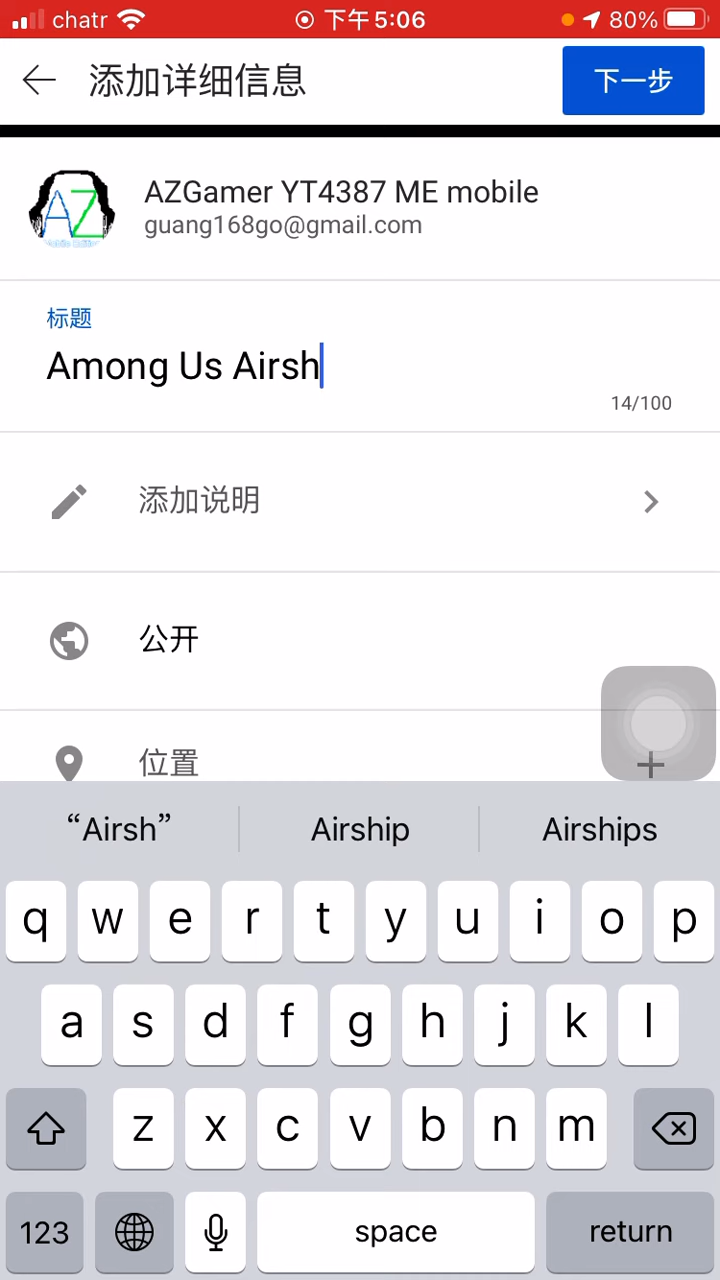 chatr 下午5:06 80%
添加详细信息 下一步
AZ
AZGamer YT4387 ME mobile
guang168go@gmail.com
标题
Among Us Airsh
14/100
添加说明
公开
位置
“Airsh” Airship Airships
q w e r t y u i o p
a s d f g h j k l
z x c v b n m
123 space return